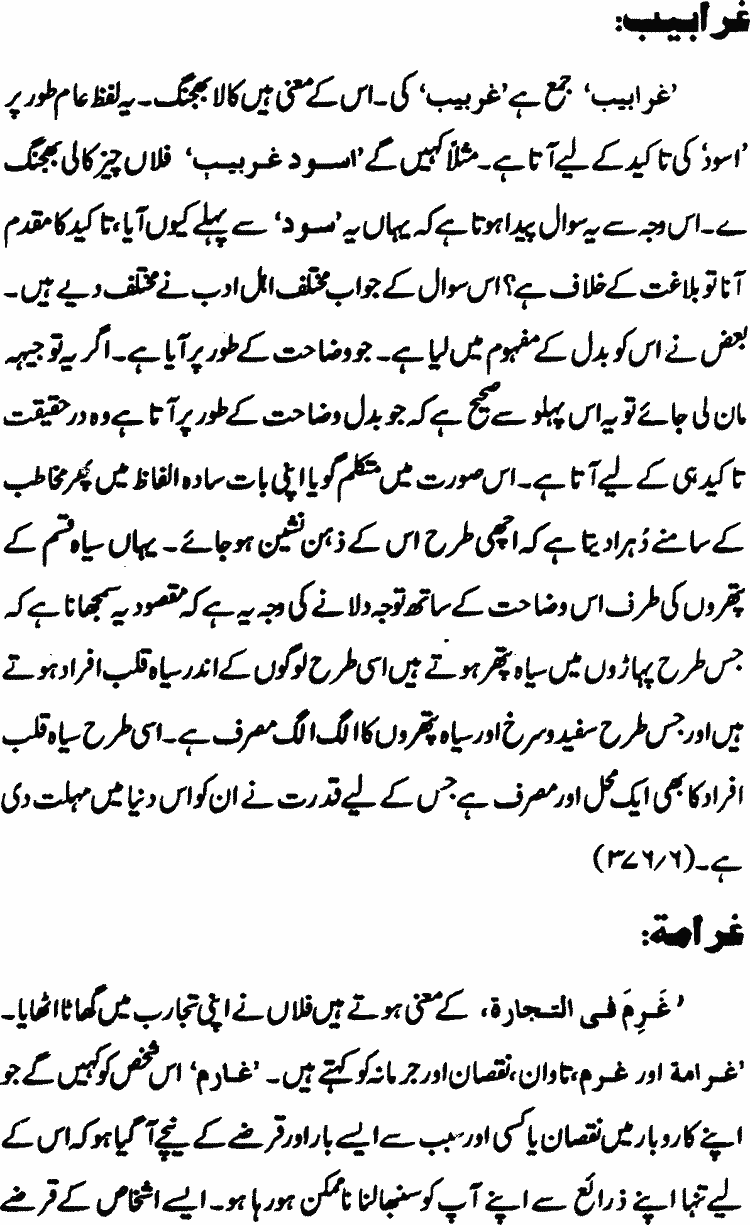 غرابیب:
’غرابیب‘ جمع ہے ’غربیب‘ کی۔ اس کے معنی ہیں کالا بھجنگ۔ یہ لفظ عام طور پر
’اسود‘ کی تاکید کے لیے آتا ہے۔ مثلاً کہیں گے ’اسود غربیب‘ فلاں چیز کالی بھجنگ
ے۔ اس وجہ سے یہ سوال پیدا ہوتا ہے کہ یہاں یہ ’سود‘ سے پہلے کیوں آیا، تاکید کا مقدم
آنا تو بلاغت کے خلاف ہے؟ اس سوال کے جواب مختلف اہل ادب نے مختلف دیے ہیں۔
بعض نے اس کو بدل کے مفہوم میں لیا ہے۔ جو وضاحت کے طور پر آیا ہے۔ اگر یہ توجیہہ
مان لی جائے تو یہ اس پہلو سے صحیح ہے کہ جو بدل وضاحت کے طور پر آتا ہے وہ درحقیقت
تاکید ہی کے لیے آتا ہے۔ اس صورت میں متکلم گویا اپنی بات سادہ الفاظ میں پھر مخاطب
کے سامنے دُہرا دیتا ہے کہ اچھی طرح اس کے ذہن نشین ہو جائے۔ یہاں سیاہ قسم کے
پتھروں کی طرف اس وضاحت کے ساتھ توجہ دلانے کی وجہ یہ ہے کہ مقصود یہ سمجھانا ہے کہ
جس طرح پہاڑوں میں سیاہ پتھر ہوتے ہیں اسی طرح لوگوں کے اندر سیاہ قلب افراد ہوتے
ہیں اور جس طرح سفید و سرخ اور سیاہ پتھروں کا الگ الگ مصرف ہے۔ اسی طرح سیاہ قلب
افراد کا بھی ایک محل اور مصرف ہے جس کے لیے قدرت نے ان کو اس دنیا میں مہلت دی
ہے۔ (۳۷۶/۶)
غرامة:
’غَرِمَ فی التجارة، کے معنی ہوتے ہیں فلاں نے اپنی تجارب میں گھاٹا اٹھایا۔
’غرامة اور غرم، تاوان، نقصان اور جرمانہ کو کہتے ہیں۔ ’غارم‘ اس شخص کو کہیں گے جو
اپنے کاروبار میں نقصان یا کسی اور سبب سے ایسے بار اور قرضے کے نیچے آ گیا ہو کہ اس کے
لیے تنہا اپنے ذرائع سے اپنے آپ کو سنبھالنا ناممکن ہو رہا ہو۔ ایسے اشخاص کے قرضے